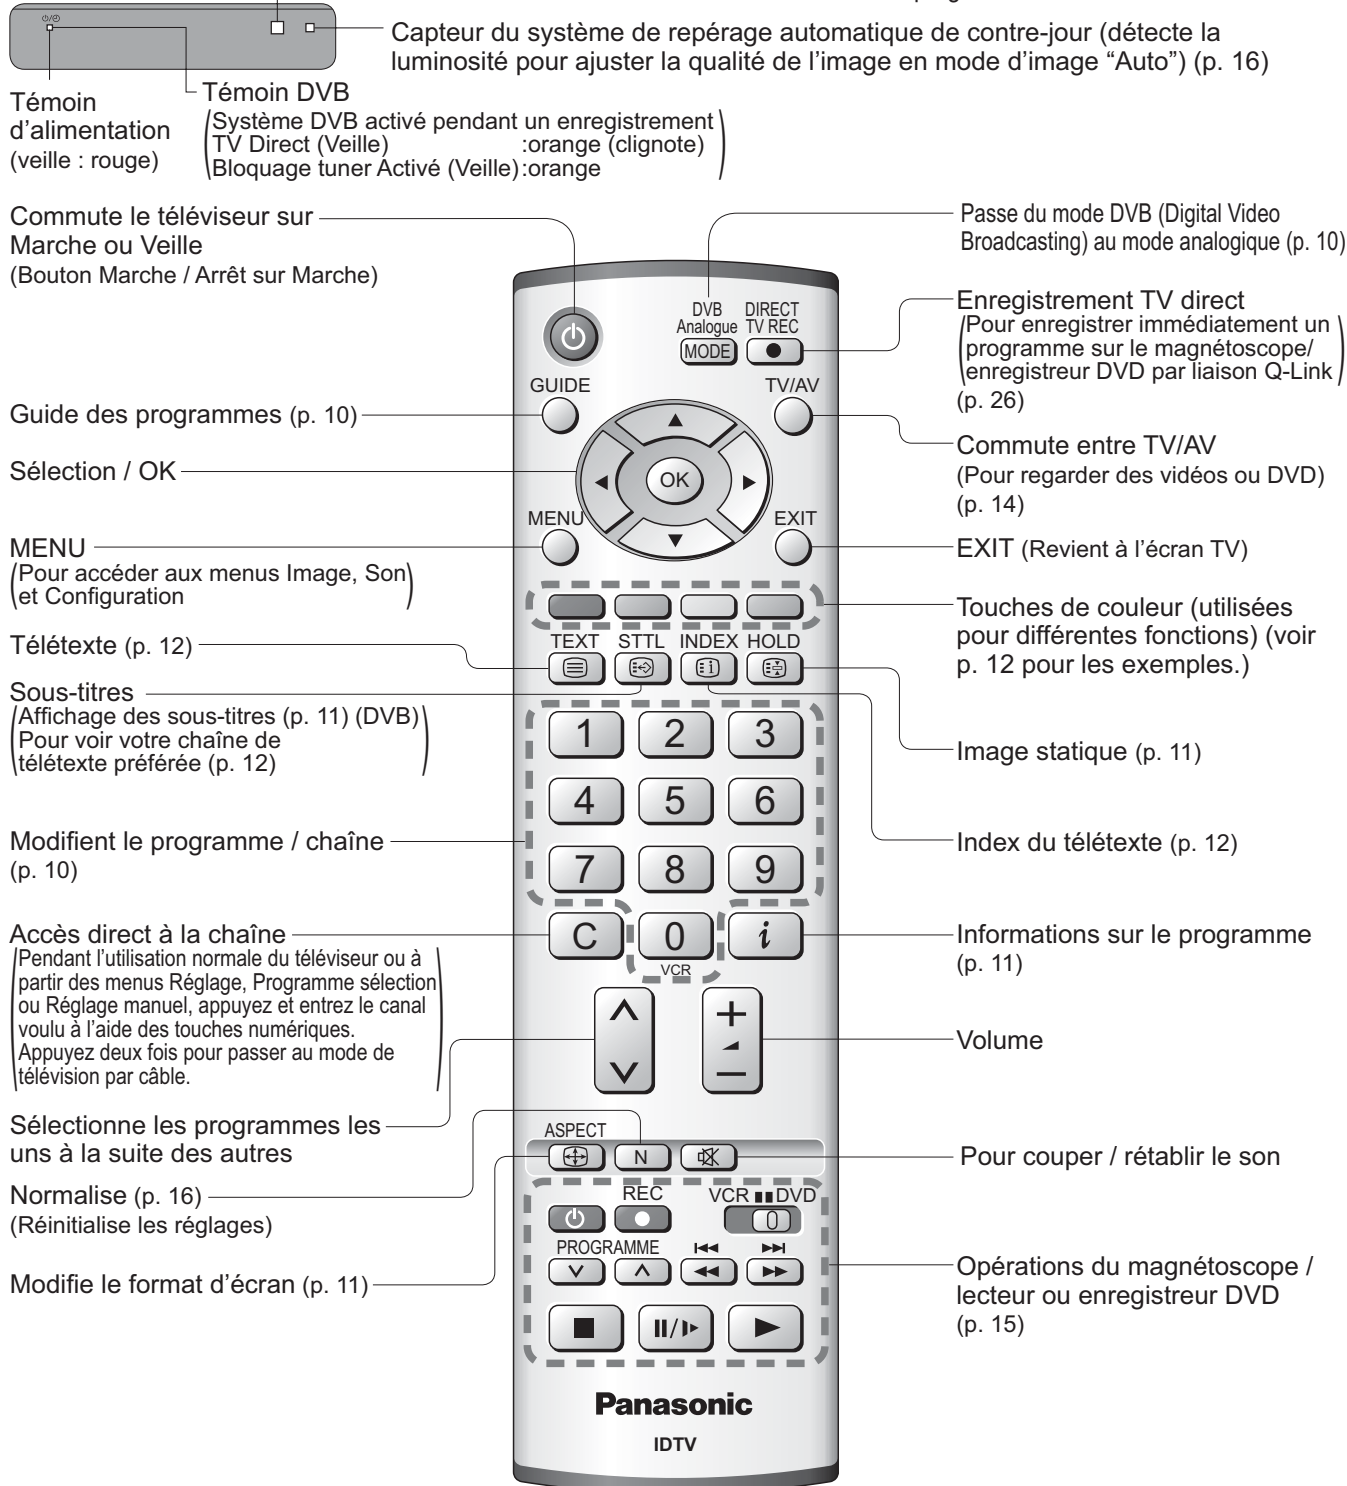 Capteur du système de repérage automatique de contre-jour (détecte la
luminosité pour ajuster la qualité de l'image en mode d'image “Auto”) (p. 16)
Témoin
d'alimentation
(veille : rouge)
Témoin DVB
Système DVB activé pendant un enregistrement
TV Direct (Veille) :orange (clignote)
Bloquage tuner Activé (Veille):orange
Commute le téléviseur sur
Marche ou Veille
(Bouton Marche / Arrêt sur Marche)
Guide des programmes (p. 10)
Sélection / OK
MENU
(Pour accéder aux menus Image, Son
et Configuration)
Télétexte (p. 12)
Sous-titres
(Affichage des sous-titres (p. 11) (DVB)
Pour voir votre chaîne de
télétexte préférée (p. 12))
Modifient le programme / chaîne
(p. 10)
Accès direct à la chaîne
(Pendant l'utilisation normale du téléviseur ou à
partir des menus Réglage, Programme sélection
ou Réglage manuel, appuyez et entrez le canal
voulu à l'aide des touches numériques.
Appuyez deux fois pour passer au mode de
télévision par câble.)
Sélectionne les programmes les
uns à la suite des autres
Normalise (p. 16)
(Réinitialise les réglages)
Modifie le format d'écran (p. 11)
DVB
Analogue
MODE
DIRECT
TV REC
GUIDE
TV/AV
OK
MENU
EXIT
TEXT STTL INDEX HOLD
1 2 3
4 5 6
7 8 9
C 0 i
VCR
ASPECT
N
REC
VCR DVD
PROGRAMME
Panasonic
IDTV
Passe du mode DVB (Digital Video
Broadcasting) au mode analogique (p. 10)
Enregistrement TV direct
(Pour enregistrer immédiatement un
programme sur le magnétoscope/
enregistreur DVD par liaison Q-Link)
(p. 26)
Commute entre TV/AV
(Pour regarder des vidéos ou DVD)
(p. 14)
EXIT (Revient à l'écran TV)
Touches de couleur (utilisées
pour différentes fonctions) (voir
p. 12 pour les exemples.)
Image statique (p. 11)
Index du télétexte (p. 12)
Informations sur le programme
(p. 11)
Volume
Pour couper / rétablir le son
Opérations du magnétoscope /
lecteur ou enregistreur DVD
(p. 15)